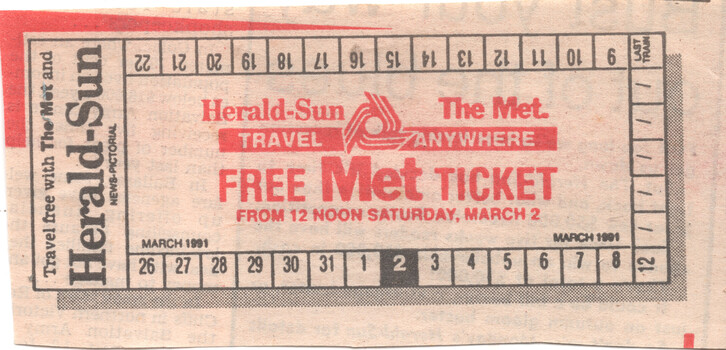 Travel free with The Met and
Herald-Sun
NEWS-PICTORIAL
22 21 20 19 18 17 16 15 14 13 12 11 10 9 LAST TRAIN
Herald-Sun The Met.
TRAVEL ANYWHERE
FREE Met TICKET
FROM 12 NOON SATURDAY, MARCH 2
MARCH 1991 MARCH 1991
26 27 28 29 30 31 1 2 3 4 5 6 7 8 12
/
/
/
/
/